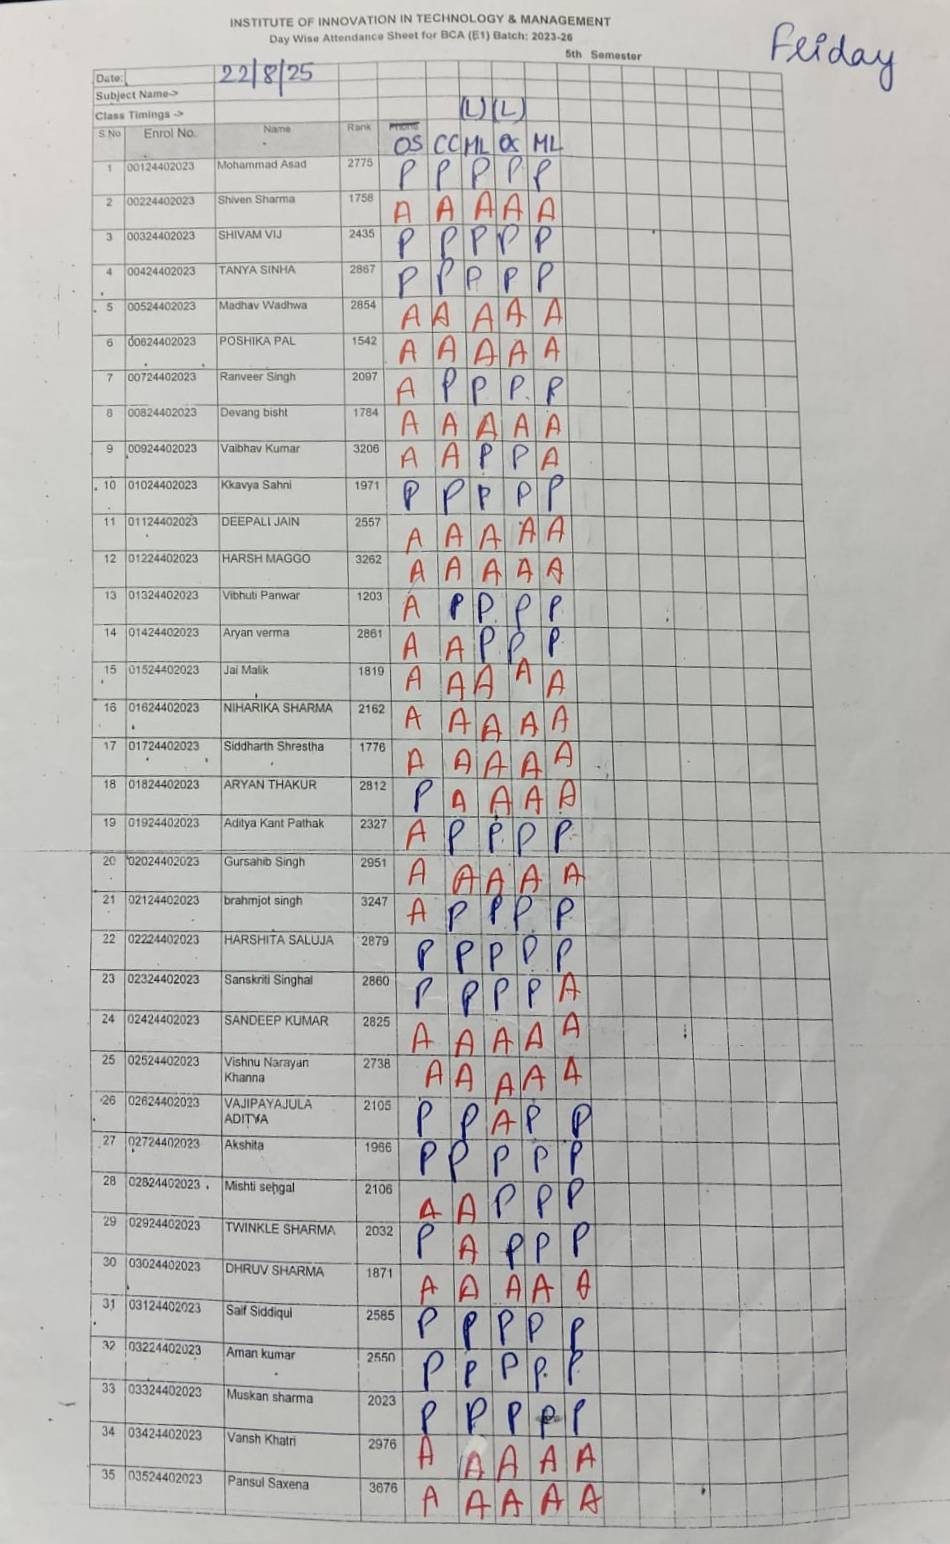 INSTITUTE OF INNOVATION IN TECHNOLOGY & MANAGEMENT
Day Wise Attendance Sheet for BCA (E1) Batch: 2023-26
5th Semester
Friday
Date: 22/8/25
Subject Name->
Class Timings -> (L) (L)
S No Enrol No. Name Rank OS CC ML ML
1 00124402023 Mohammad Asad 2775 P P P P P
2 00224402023 Shiven Sharma 1758 A A A A A
3 00324402023 SHIVAM VIJ 2435 P P P P P
4 00424402023 TANYA SINHA 2867 P P P P P
5 00524402023 Madhav Wadhwa 2854 A A A A A
6 00624402023 POSHIKA PAL 1542 A A A A A
7 00724402023 Ranveer Singh 2097 A P P P P
8 00824402023 Devang bisht 1784 A A A A A
9 00924402023 Vaibhav Kumar 3206 A A P P A
10 01024402023 Kkavya Sahni 1971 P P P P P
11 01124402023 DEEPALI JAIN 2557 A A A A A
12 01224402023 HARSH MAGGO 3262 A A A A A
13 01324402023 Vibhuti Panwar 1203 A P P P P
14 01424402023 Aryan verma 2861 A A P P P
15 01524402023 Jai Malik 1819 A A A A A
16 01624402023 NIHARIKA SHARMA 2162 A A A A A
17 01724402023 Siddharth Shrestha 1776 A A A A A
18 01824402023 ARYAN THAKUR 2812 P A A A A
19 01924402023 Aditya Kant Pathak 2327 A P P P P
20 02024402023 Gursahib Singh 2951 A A A A A
21 02124402023 brahmjot singh 3247 A P P P P
22 02224402023 HARSHITA SALUJA 2879 P P P P P
23 02324402023 Sanskriti Singhal 2860 P P P P A
24 02424402023 SANDEEP KUMAR 2825 A A A A A
25 02524402023 Vishnu Narayan 2738 A A A A A
Khanna
26 02624402023 VAJIPAYAJULA 2105 P P A P P
ADITYA
27 02724402023 Akshita 1966 P P P P P
28 02824402023 Mishti sehgal 2106 A A P P P
29 02924402023 TWINKLE SHARMA 2032 P A P P P
30 03024402023 DHRUV SHARMA 1871 A A A A A
31 03124402023 Saif Siddiqui 2585 P P P P P
32 03224402023 Aman kumar 2550 P P P P P
33 03324402023 Muskan sharma 2023 P P P P P
34 03424402023 Vansh Khatri 2976 A A A A A
35 03524402023 Pansul Saxena 3676 A A A A A